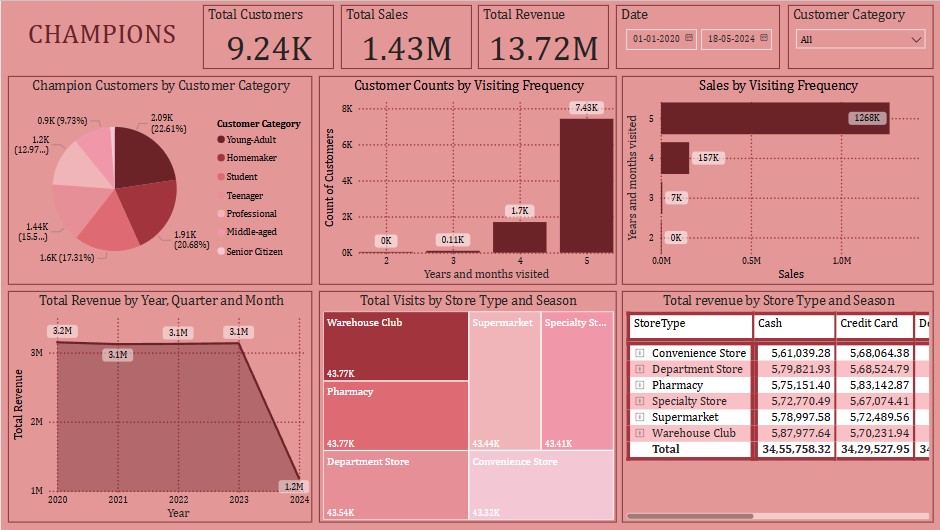 CHAMPIONS
Total Customers
9.24K
Total Sales
1.43M
Total Revenue
13.72M
Date
01-01-2020
18-05-2024
Customer Category
All
Champion Customers by Customer Category
0.9K (9.73%)
1.2K
(12.97...)
1.44K
(15.5...)
1.6K (17.31%)
2.09K
(22.61%)
1.91K
(20.68%)
Customer Category
Young-Adult
Homemaker
Student
Teenager
Professional
Middle-aged
Senior Citizen
Customer Counts by Visiting Frequency
Count of Customers
8K
6K
4K
2K
0K
0K
0.11K
1.7K
7.43K
2
3
4
5
Years and months visited
Sales by Visiting Frequency
Years and months visited
5
4
3
2
1268K
157K
7K
0K
0.0M
0.5M
1.0M
Sales
Total Revenue by Year, Quarter and Month
Total Revenue
3M
2M
1M
3.2M
3.1M
3.1M
3.1M
1.2M
2020
2021
2022
2023
2024
Year
Total Visits by Store Type and Season
Warehouse Club
43.77K
Pharmacy
43.77K
Department Store
43.54K
Supermarket
43.44K
Specialty St...
43.41K
Convenience Store
43.32K
Total revenue by Store Type and Season
StoreType Cash Credit Card De
Convenience Store 5,61,039.28 5,68,064.38 5
Department Store 5,79,821.93 5,68,524.79
Pharmacy 5,75,151.40 5,83,142.87
Specialty Store 5,72,770.49 5,67,074.41
Supermarket 5,78,997.58 5,72,489.56
Warehouse Club 5,87,977.64 5,70,231.94
Total 34,55,758.32 34,29,527.95 34